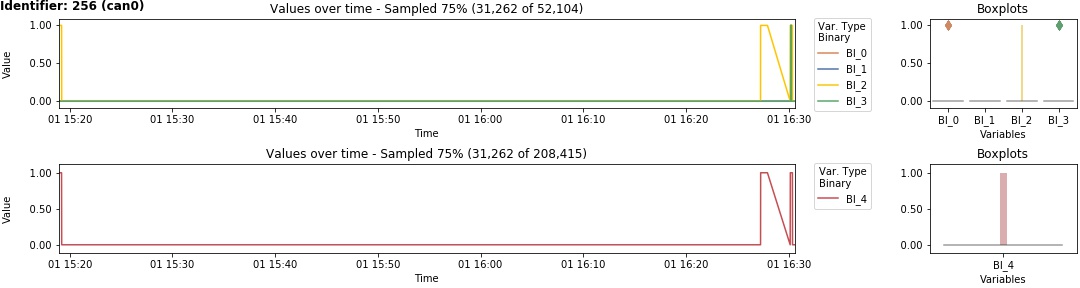 Identifier: 256 (can0)
Values over time - Sampled 75% (31,262 of 52,104)
Boxplots
Value
1.00
0.50
0.00
01 15:20
01 15:30
01 15:40
01 15:50
01 16:00
01 16:10
01 16:20
01 16:30
Time
Var. Type
Binary
BI_0
BI_1
BI_2
BI_3
1.00
0.50
0.00
BI_0
BI_1
BI_2
BI_3
Variables
Values over time - Sampled 75% (31,262 of 208,415)
Boxplots
Value
1.00
0.50
0.00
01 15:20
01 15:30
01 15:40
01 15:50
01 16:00
01 16:10
01 16:20
01 16:30
Time
Var. Type
Binary
BI_4
1.00
0.50
0.00
BI_4
Variables